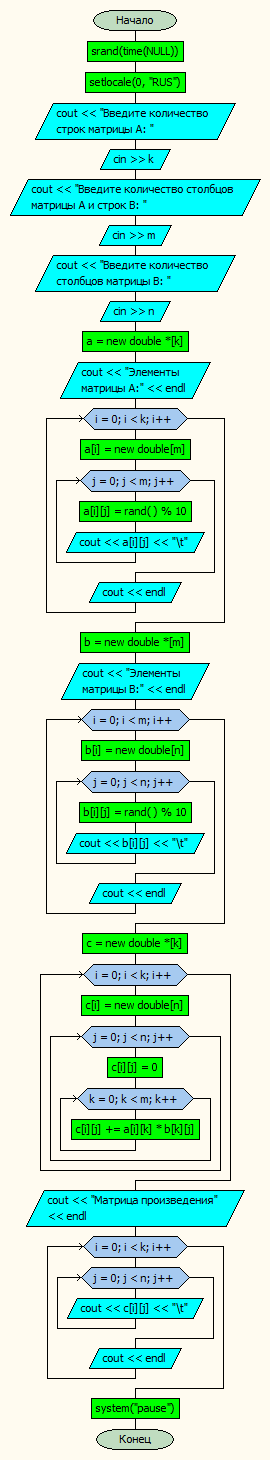 Начало
srand(time(NULL))
setlocale(0, "RUS")
cout << "Введите количество
строк матрицы A: "
cin >> k
cout << "Введите количество столбцов
матрицы A и строк B: "
cin >> m
cout << "Введите количество
столбцов матрицы B: "
cin >> n
a = new double *[k]
cout << "Элементы
матрицы A:" << endl
i = 0; i < k; i++
a[i] = new double[m]
j = 0; j < m; j++
a[i][j] = rand( ) % 10
cout << a[i][j] << "\t"
cout << endl
b = new double *[m]
cout << "Элементы
матрицы B:" << endl
i = 0; i < m; i++
b[i] = new double[n]
j = 0; j < n; j++
b[i][j] = rand( ) % 10
cout << b[i][j] << "\t"
cout << endl
c = new double *[k]
i = 0; i < k; i++
c[i] = new double[n]
j = 0; j < n; j++
c[i][j] = 0
k = 0; k < m; k++
c[i][j] += a[i][k] * b[k][j]
cout << "Матрица произведения"
<< endl
i = 0; i < k; i++
j = 0; j < n; j++
cout << c[i][j] << "\t"
cout << endl
system("pause")
Конец